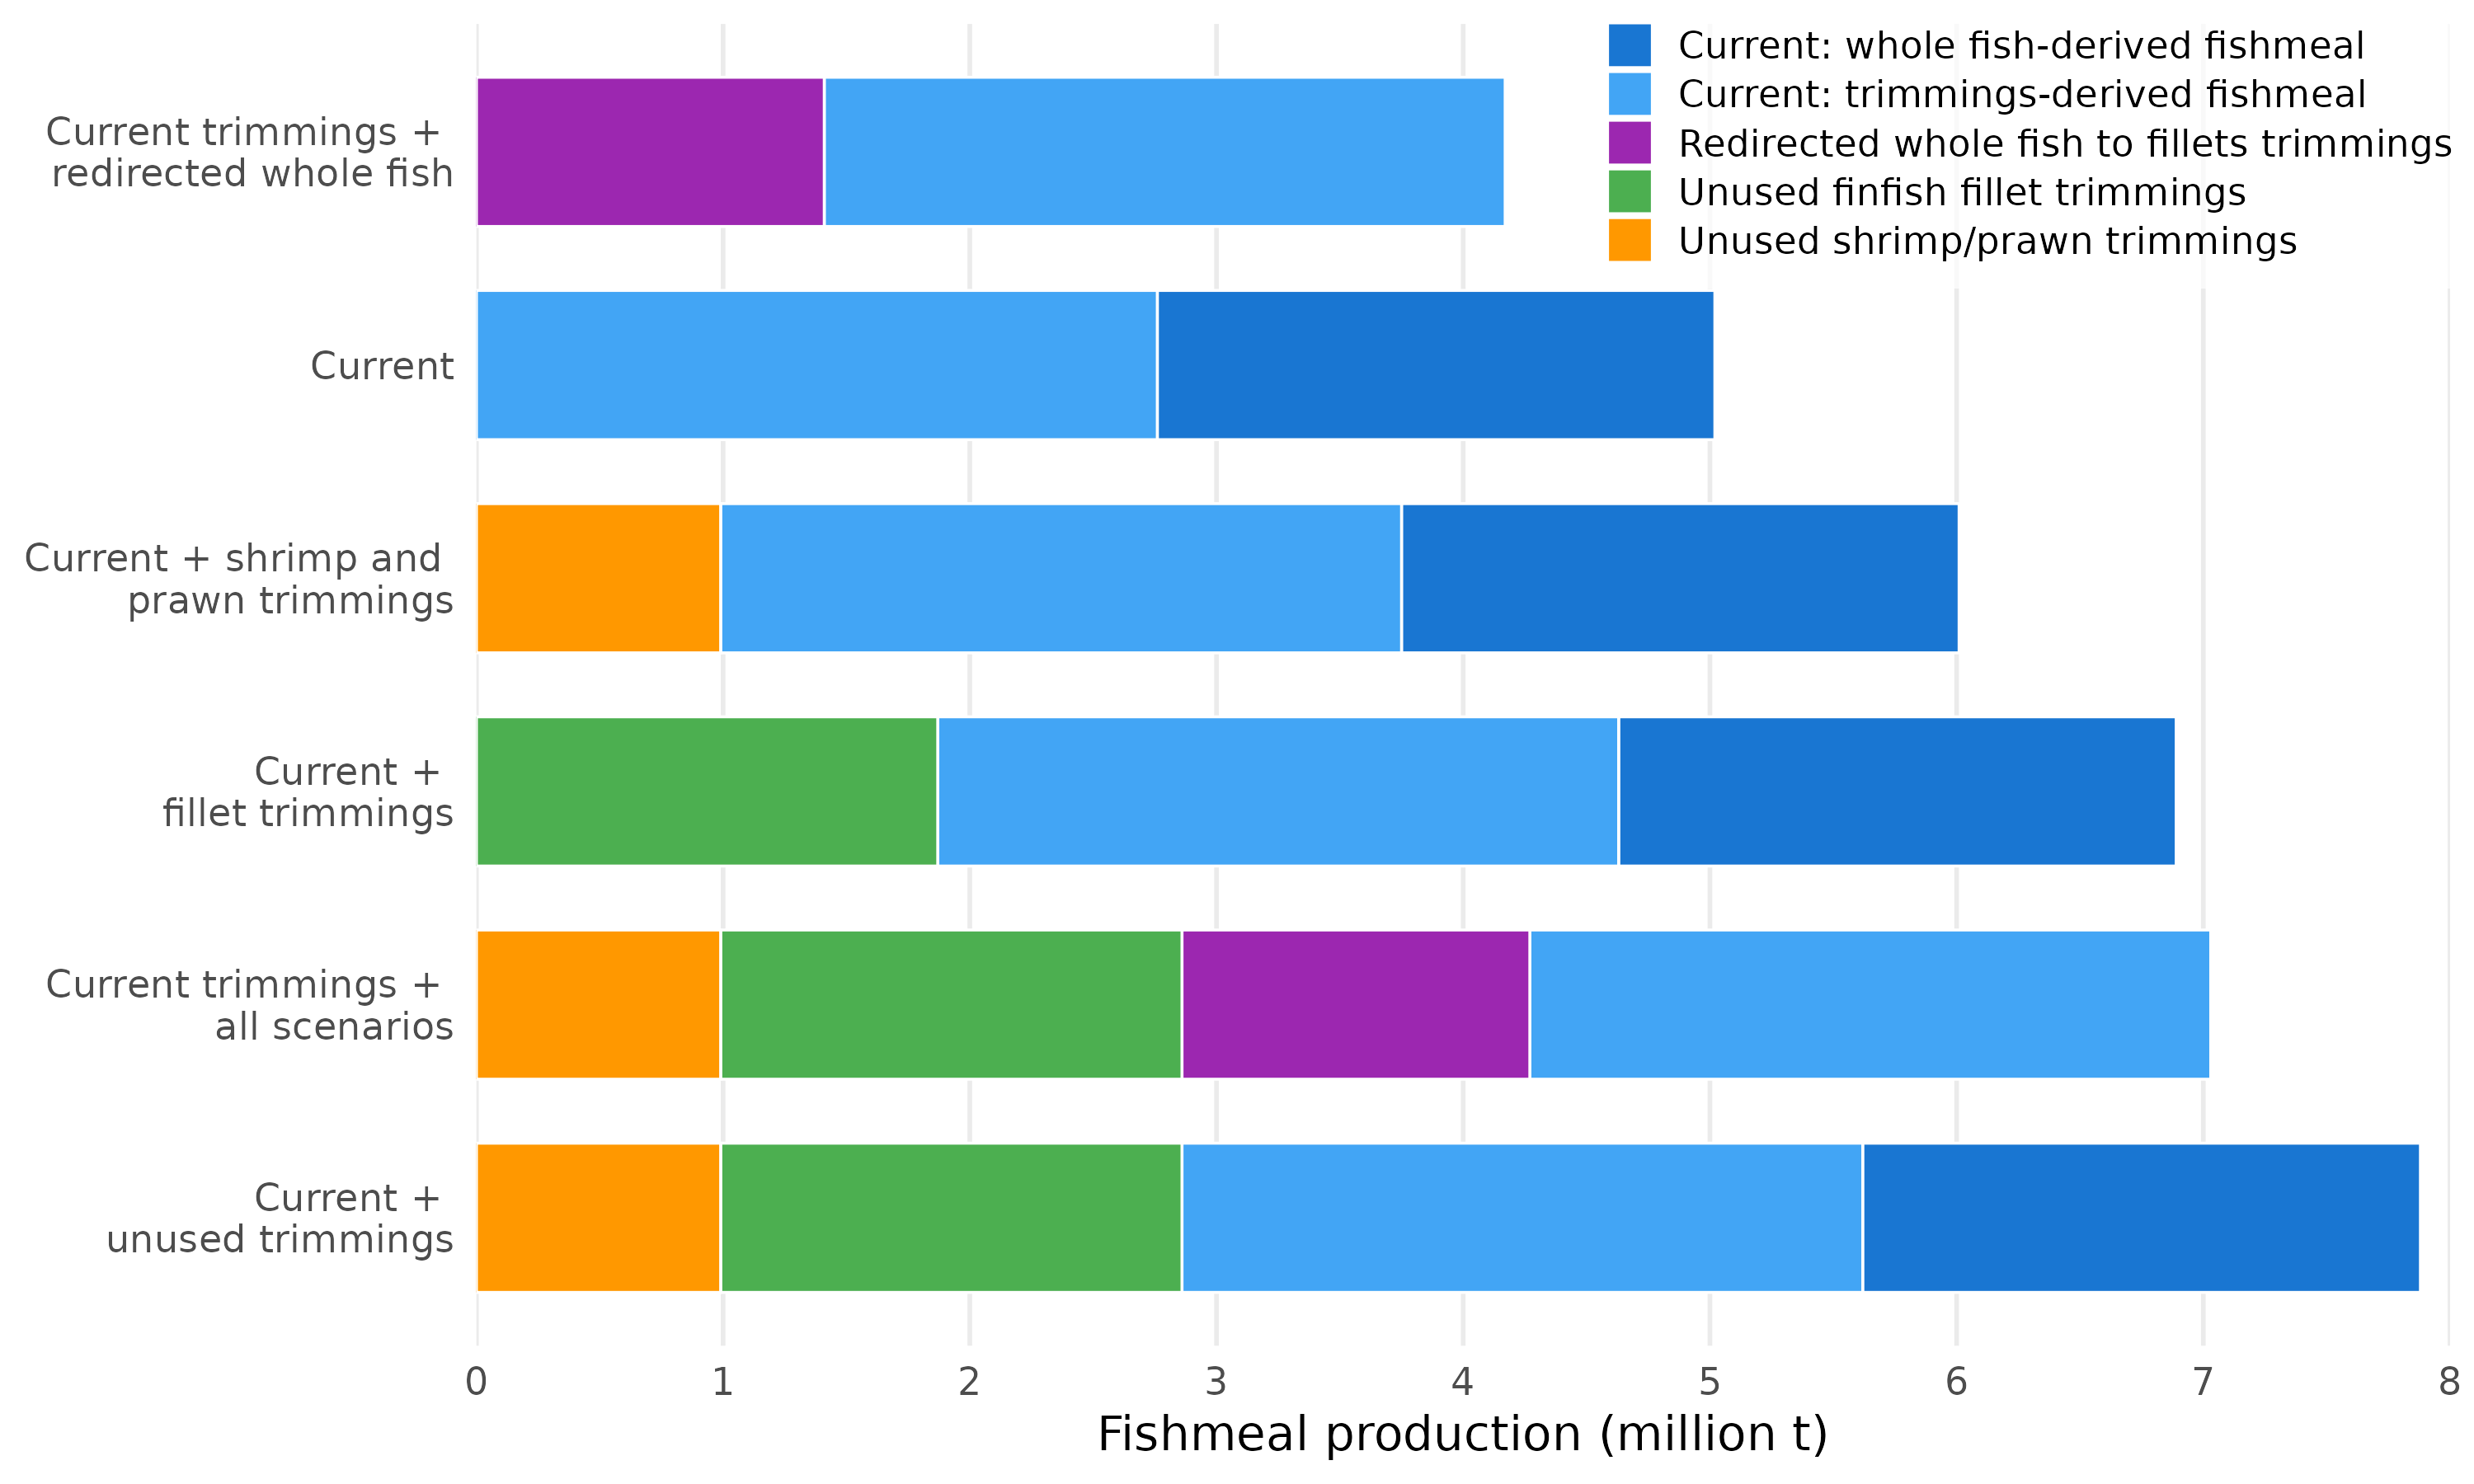 Current: whole fish-derived fishmeal
Current: trimmings-derived fishmeal
Redirected whole fish to fillets trimmings
Unused finfish fillet trimmings
Unused shrimp/prawn trimmings
Current trimmings +
redirected whole fish
Current
Current + shrimp and
prawn trimmings
Current +
fillet trimmings
Current trimmings +
all scenarios
Current +
unused trimmings
0 1 2 3 4 5 6 7 8
Fishmeal production (million t)